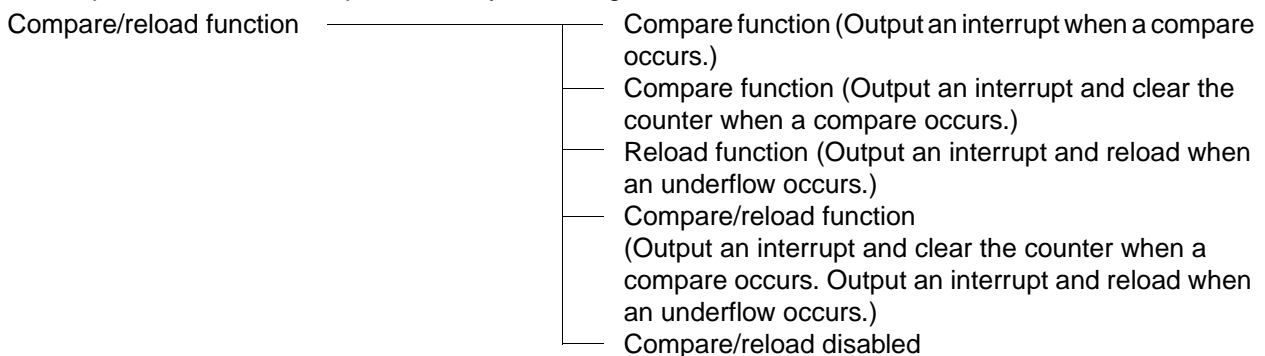 Compare/reload function
Compare function (Output an interrupt when a compare
occurs.)
Compare function (Output an interrupt and clear the
counter when a compare occurs.)
Reload function (Output an interrupt and reload when
an underflow occurs.)
Compare/reload function
(Output an interrupt and clear the counter when a
compare occurs. Output an interrupt and reload when
an underflow occurs.)
Compare/reload disabled